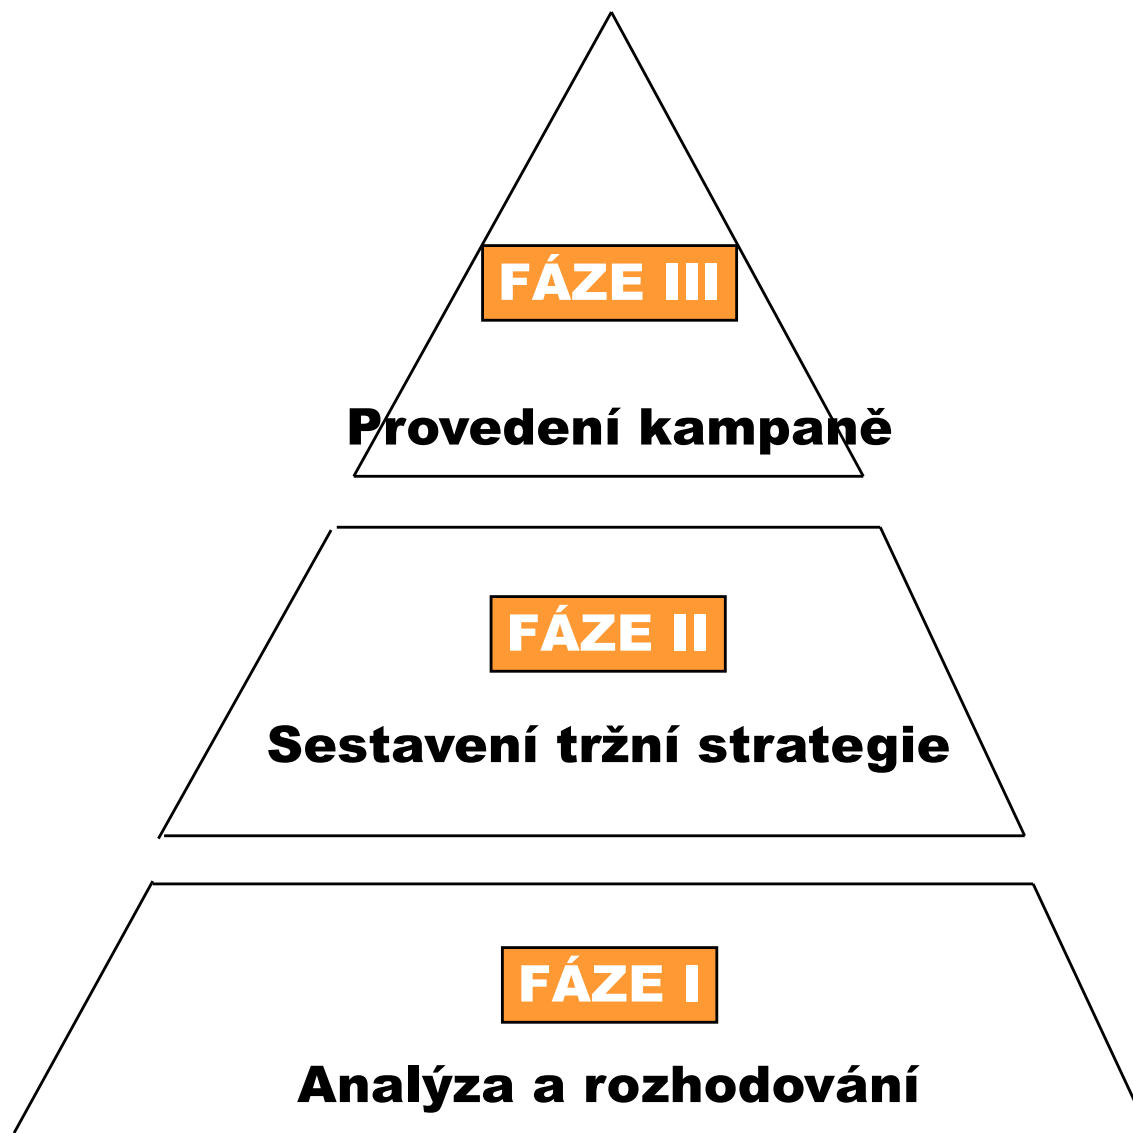 FÁZE III
Provedení kampaně
FÁZE II
Sestavení tržní strategie
FÁZE I
Analýza a rozhodování